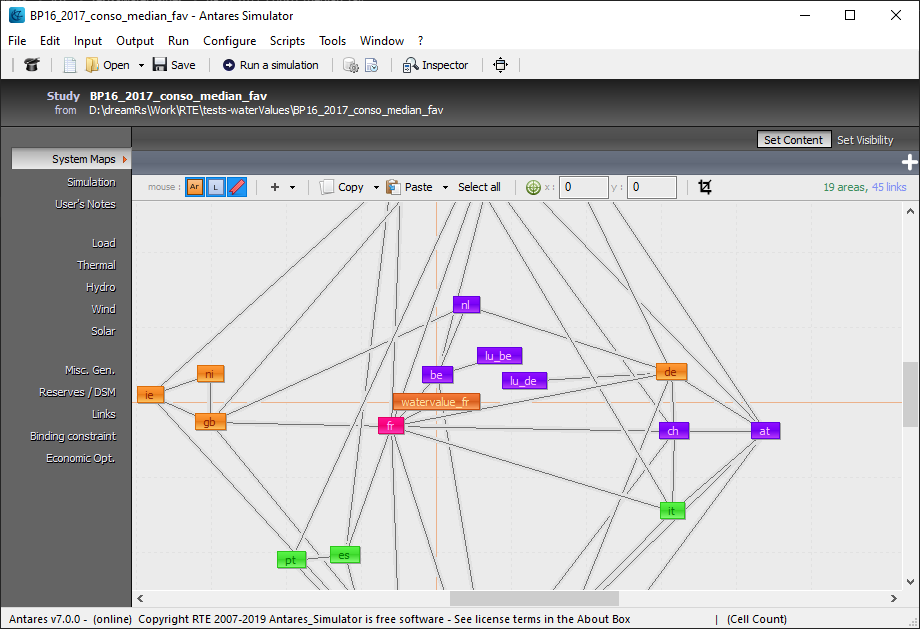 BP16_2017_conso_median_fav - Antares Simulator
File Edit Input Output Run Configure Scripts Tools Window ?
Open Save Run a simulation Inspector
Study BP16_2017_conso_median_fav
from D:\dreamRs\Work\RTE\tests-waterValues\BP16_2017_conso_median_fav
Set Content Set Visibility
System Maps
Simulation
User's Notes
Load
Thermal
Hydro
Wind
Solar
Misc. Gen.
Reserves / DSM
Links
Binding constraint
Economic Opt.
mouse : Ar L + Copy Paste Select all x : 0 y : 0 19 areas, 45 links
nl
lu_be
be
lu_de
de
ni
ie
watervalue_fr
gb
fr
ch
at
it
es
pt
Antares v7.0.0 - (online) Copyright RTE 2007-2019 Antares_Simulator is free software - See license terms in the About Box | (Cell Count)